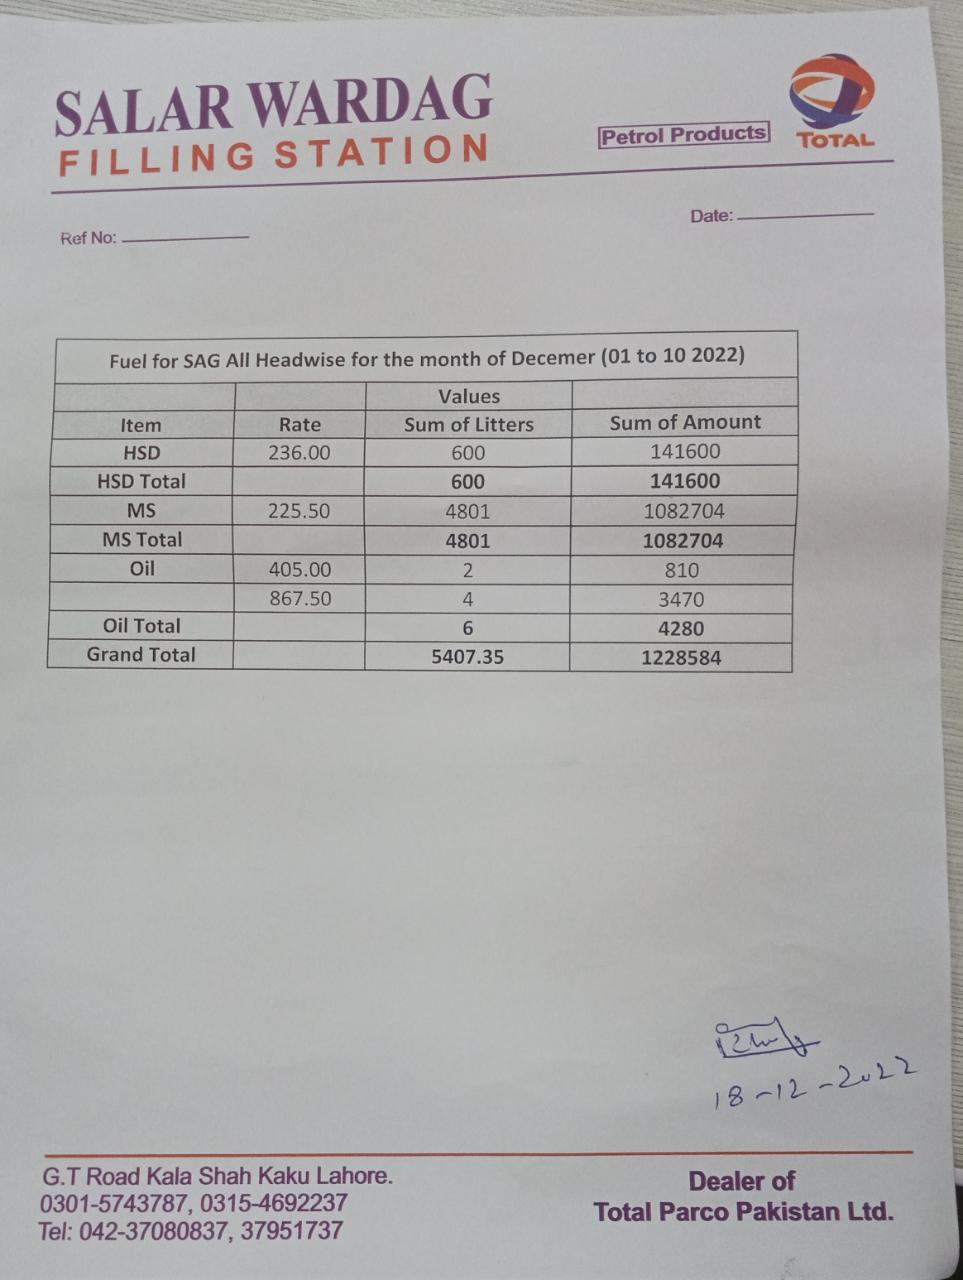 SALAR WARDAG
FILLING STATION
Petrol Products
TOTAL
Ref No:
Date:
Fuel for SAG All Headwise for the month of Decemer (01 to 10 2022)
Values
Item Rate Sum of Litters Sum of Amount
HSD 236.00 600 141600
HSD Total 600 141600
MS 225.50 4801 1082704
MS Total 4801 1082704
Oil 405.00 2 810
867.50 4 3470
Oil Total 6 4280
Grand Total 5407.35 1228584
18-12-2022
G.T Road Kala Shah Kaku Lahore.
0301-5743787, 0315-4692237
Tel: 042-37080837, 37951737
Dealer of
Total Parco Pakistan Ltd.